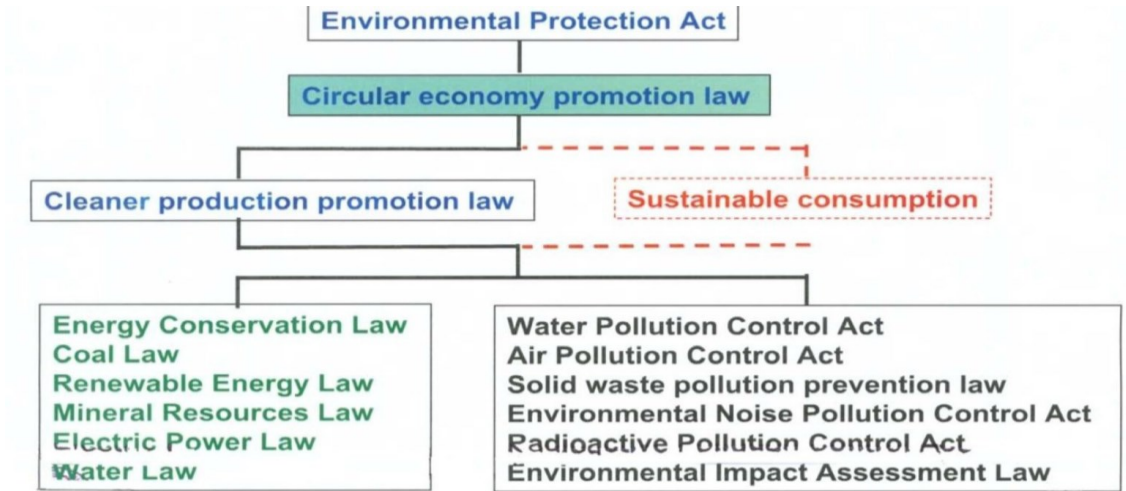 Environmental Protection Act
Circular economy promotion law
Cleaner production promotion law
Sustainable consumption
Energy Conservation Law
Coal Law
Renewable Energy Law
Mineral Resources Law
Electric Power Law
Water Law
Water Pollution Control Act
Air Pollution Control Act
Solid waste pollution prevention law
Environmental Noise Pollution Control Act
Radioactive Pollution Control Act
Environmental Impact Assessment Law